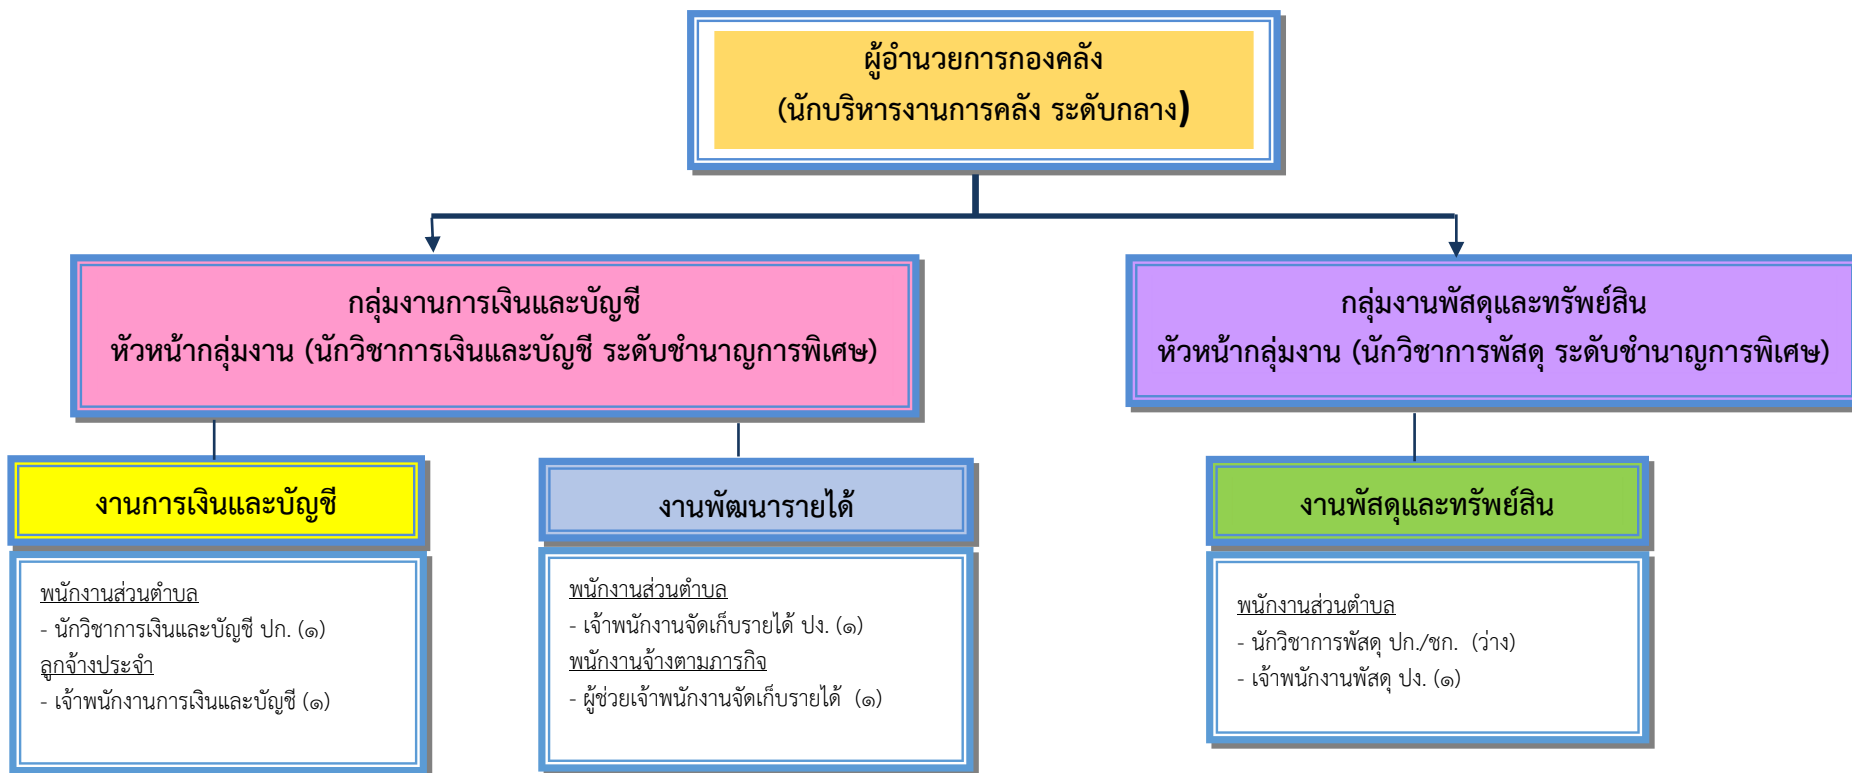 ผู้อำนวยการกองคลัง
(นักบริหารงานการคลัง ระดับกลาง)
กลุ่มงานการเงินและบัญชี
หัวหน้ากลุ่มงาน (นักวิชาการเงินและบัญชี ระดับชำนาญการพิเศษ)
กลุ่มงานพัสดุและทรัพย์สิน
หัวหน้ากลุ่มงาน (นักวิชาการพัสดุ ระดับชำนาญการพิเศษ)
งานการเงินและบัญชี
พนักงานส่วนตำบล
- นักวิชาการเงินและบัญชี ปก. (๑)
ลูกจ้างประจำ
- เจ้าพนักงานการเงินและบัญชี (๑)
งานพัฒนารายได้
พนักงานส่วนตำบล
- เจ้าพนักงานจัดเก็บรายได้ ปง. (๑)
พนักงานจ้างตามภารกิจ
- ผู้ช่วยเจ้าพนักงานจัดเก็บรายได้ (๑)
งานพัสดุและทรัพย์สิน
พนักงานส่วนตำบล
- นักวิชาการพัสดุ ปก./ชก. (ว่าง)
- เจ้าพนักงานพัสดุ ปง. (๑)